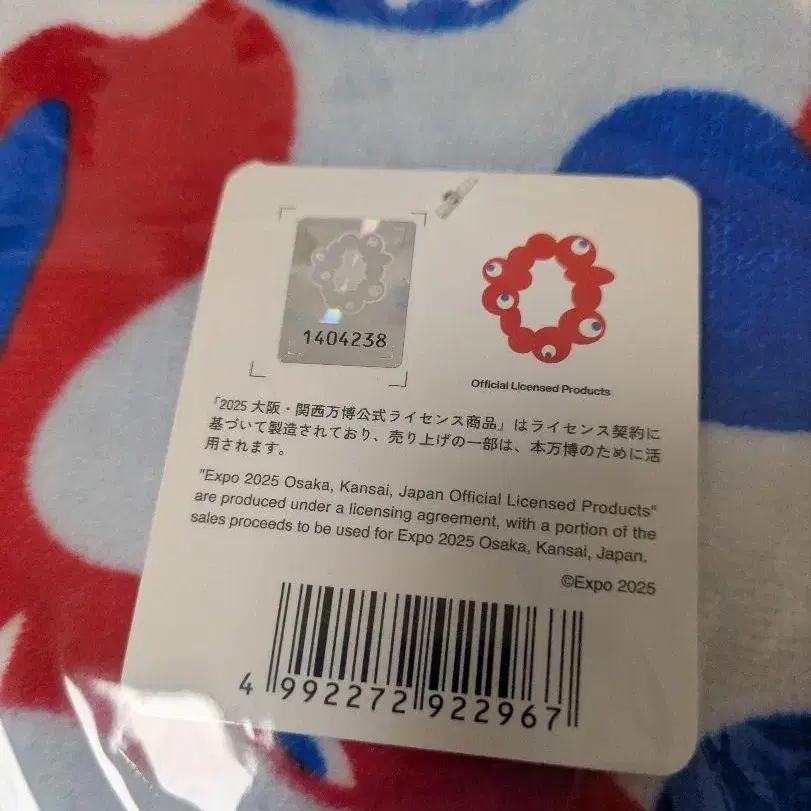 1404238
Official Licensed Products
「2025 大阪・関西万博公式ライセンス商品」はライセンス契約に
基づいて製造されており、売り上げの一部は、本万博のために活
用されます。
"Expo 2025 Osaka, Kansai, Japan Official Licensed Products"
are produced under a licensing agreement, with a portion of the
sales proceeds to be used for Expo 2025 Osaka, Kansai, Japan.
©Expo 2025
4 992272 922967